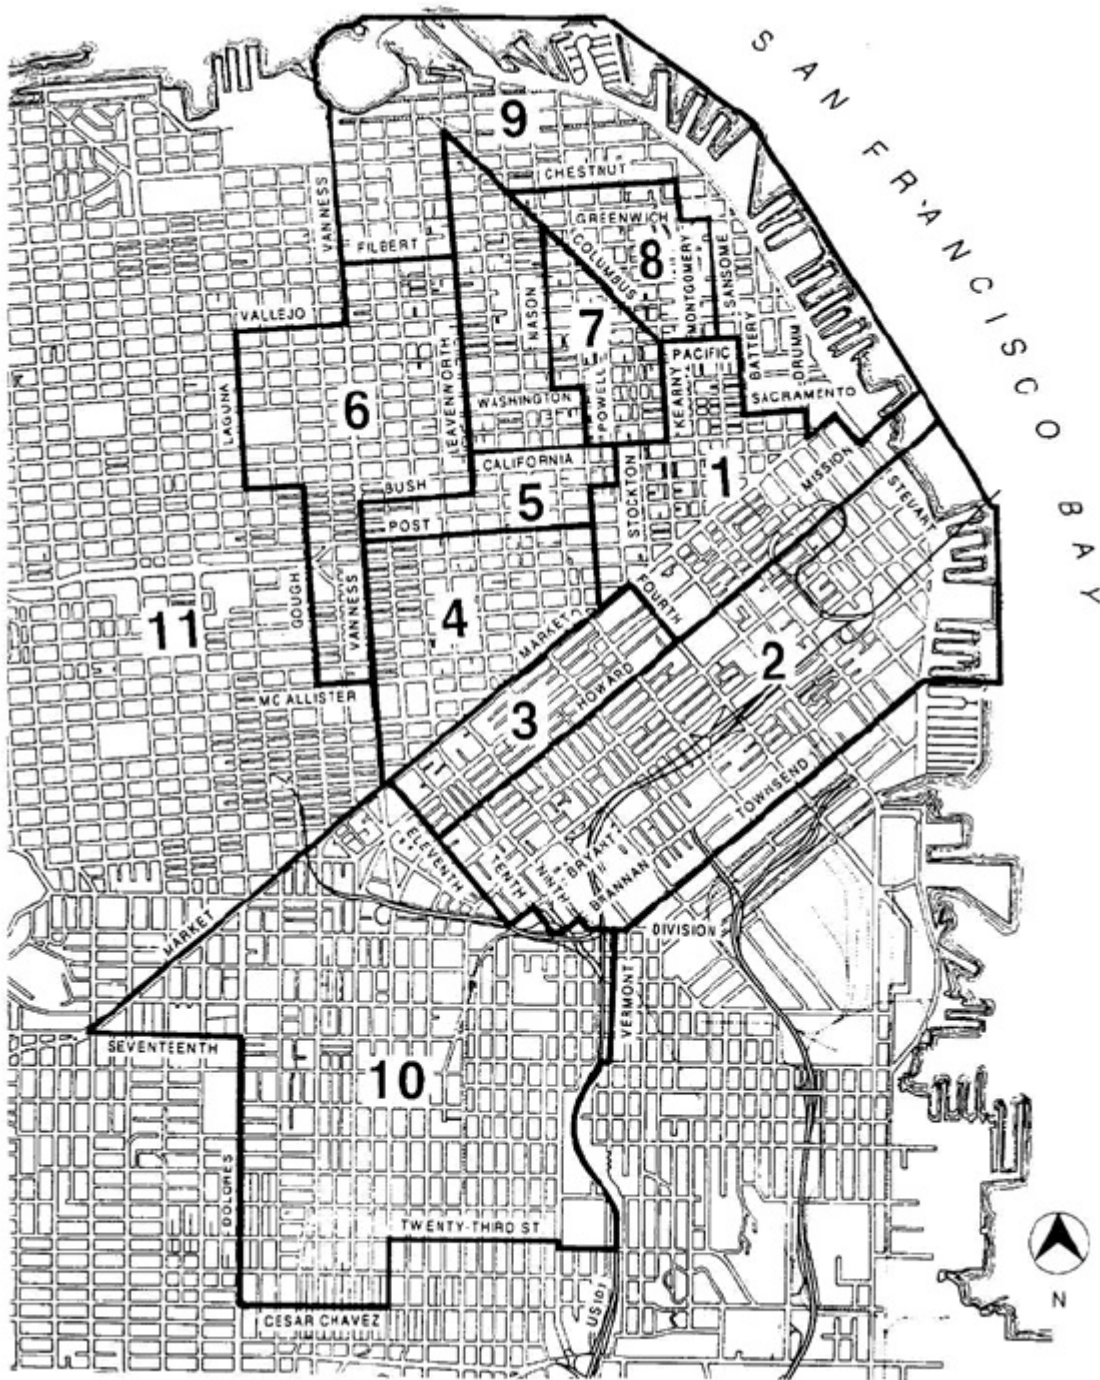 SAN FRANCISCO BAY
9
CHESTNUT
VANNESS
FILBERT
GREENWICH
COLUMBUS
8
MONTGOMERY
SANSOME
VALLEJO
NASON
7
PACIFIC
BATTERY
DRUMM
LAGUNA
6
LEAVENWORTH
WASHINGTON
POWELL
KEARNY
SACRAMENTO
CALIFORNIA
1
MISSION
BUSH
5
STOCKTON
STEUART
POST
GOUGH
VANNESS
4
FOURTH
MARKET
11
2
HOWARD
MC ALLISTER
3
TOWNSEND
ELEVENTH
TENTH
NINTH
BRYANT
BRANNAN
MARKET
DIVISION
VERMONT
SEVENTEENTH
10
DOLORES
TWENTY-THIRD ST
US 101
CESAR CHAVEZ
N